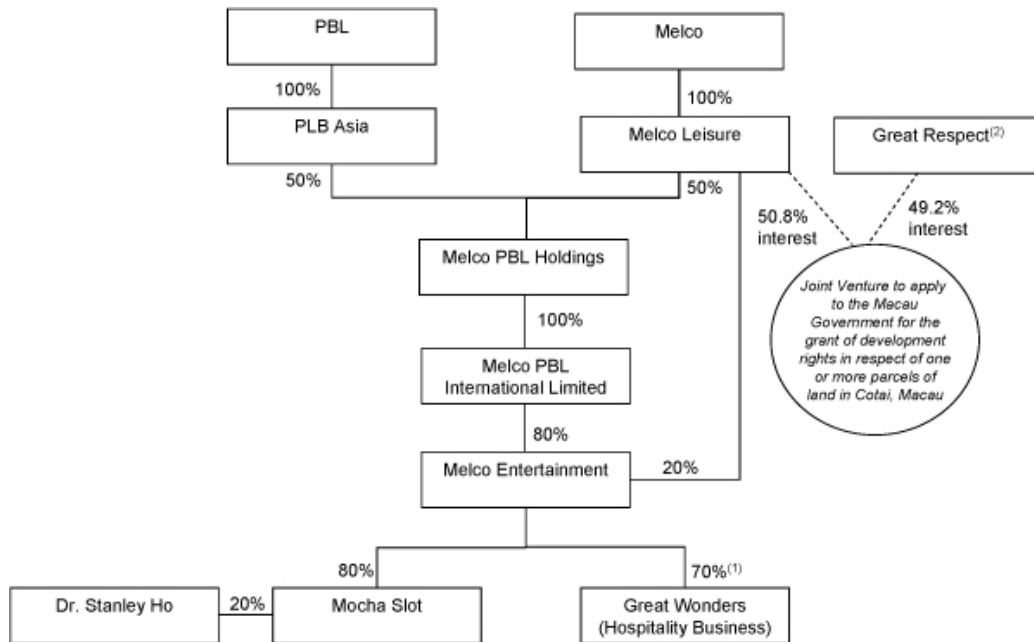 PBL
Melco
100%
100%
PLB Asia
Melco Leisure
Great Respect(2)
50%
50%
50.8%
interest
49.2%
interest
Melco PBL Holdings
Joint Venture to apply
to the Macau
Government for the
grant of development
rights in respect of one
or more parcels of
land in Cotai, Macau
100%
Melco PBL
International Limited
80%
Melco Entertainment
20%
80%
70%(1)
Dr. Stanley Ho
20%
Mocha Slot
Great Wonders
(Hospitality Business)